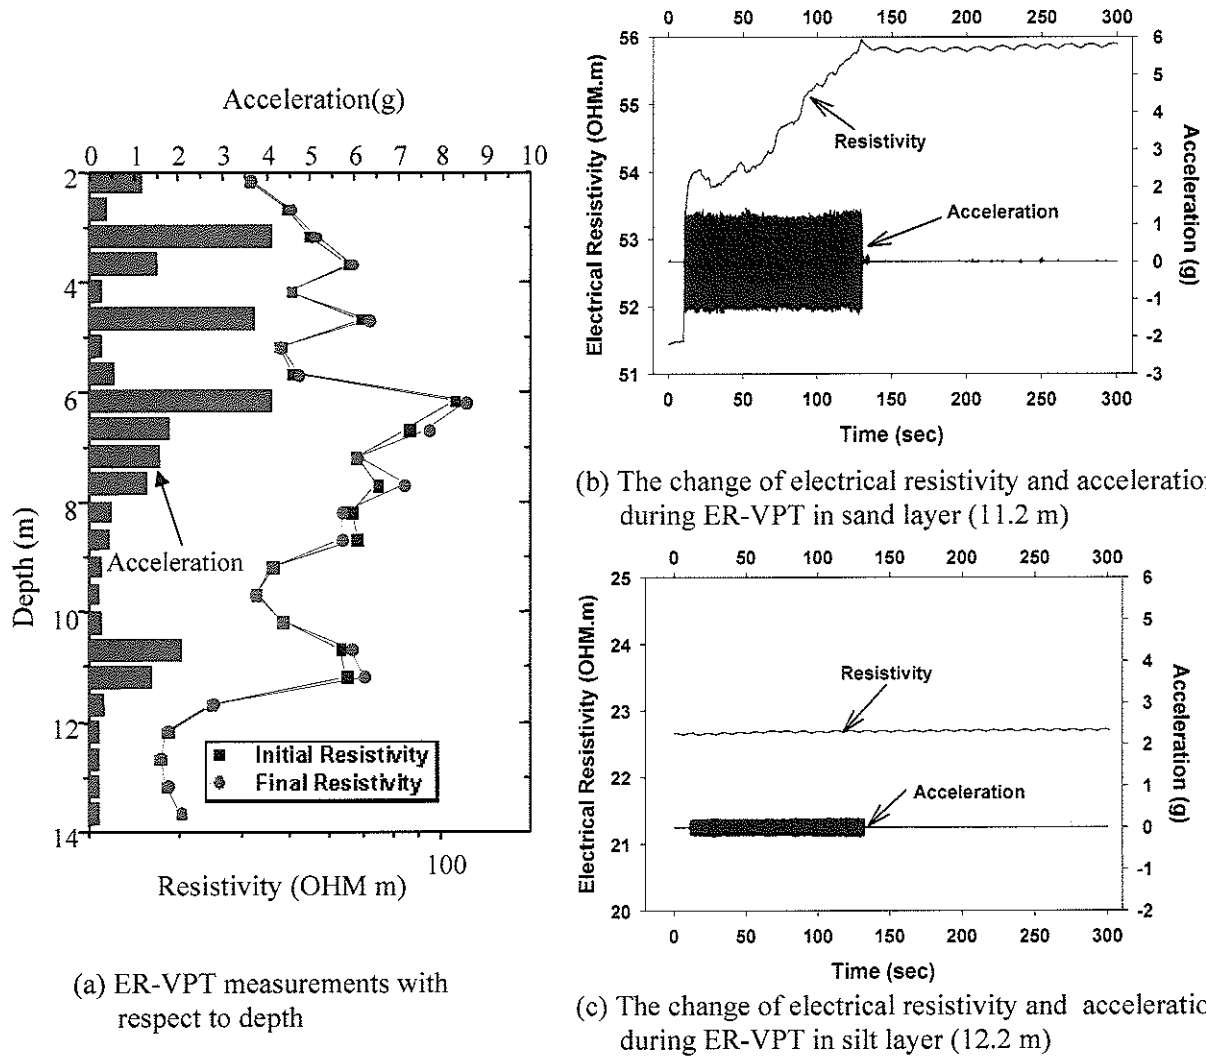 Acceleration(g)
0 1 2 3 4 5 6 7 8 9 10
2
4
6
8
10
12
14
Depth (m)
Acceleration
Initial Resistivity
Final Resistivity
100
Resistivity (OHM m)
(a) ER-VPT measurements with
respect to depth
0 50 100 150 200 250 300
56
55
54
53
52
51
Electrical Resistivity (OHM.m)
6
5
4
3
2
1
0
-1
-2
-3
Acceleration (g)
Resistivity
Acceleration
0 50 100 150 200 250 300
Time (sec)
(b) The change of electrical resistivity and acceleration
during ER-VPT in sand layer (11.2 m)
0 50 100 150 200 250 300
25
24
23
22
21
20
Electrical Resistivity (OHM.m)
6
5
4
3
2
1
0
-1
-2
Acceleration (g)
Resistivity
Acceleration
0 50 100 150 200 250 300
Time (sec)
(c) The change of electrical resistivity and acceleratio
during ER-VPT in silt layer (12.2 m)